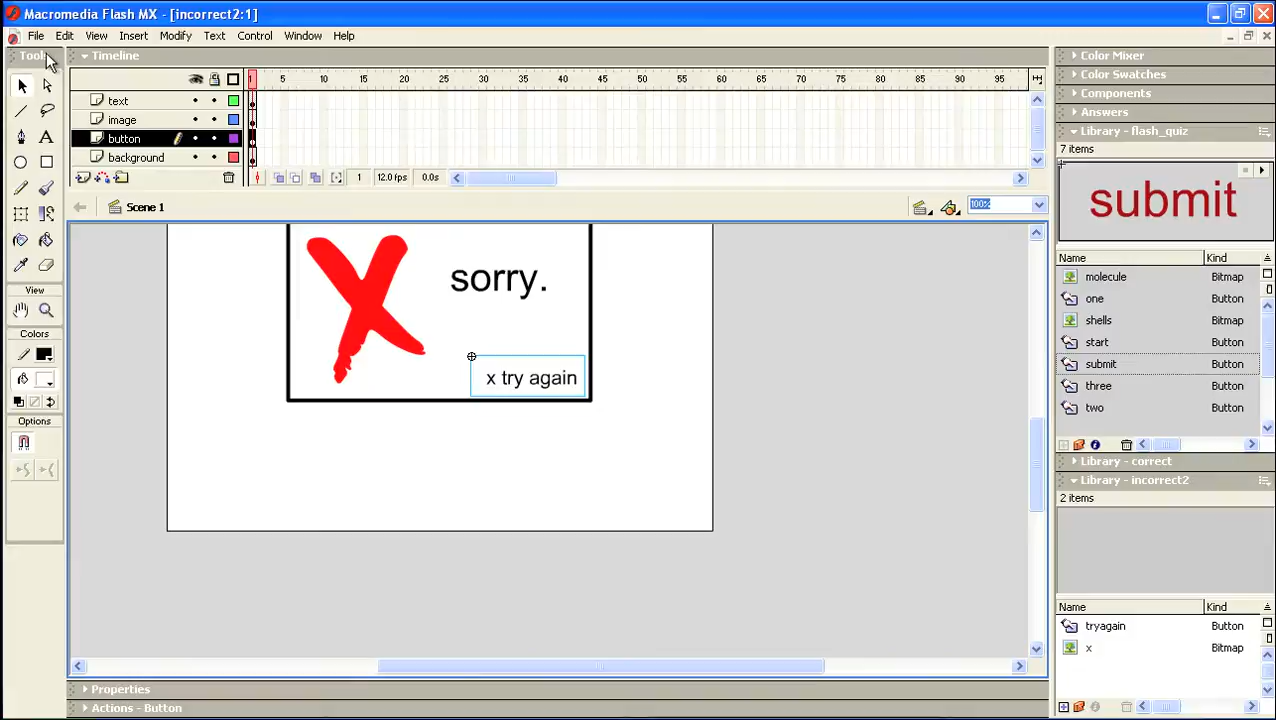 Macromedia Flash MX - [incorrect2:1]
File Edit View Insert Modify Text Control Window Help
Tools
Timeline
1 5 10 15 20 25 30 35 40 45 50 55 60 65 70 75 80 85 90 95
text
image
button
background
1 12.0 fps 0.0s
Scene 1
100%
View
Colors
Options
sorry.
x try again
Properties
Actions - Button
Color Mixer
Color Swatches
Components
Answers
Library - flash_quiz
7 items
submit
Name Kind
molecule Bitmap
one Button
shells Bitmap
start Button
submit Button
three Button
two Button
Library - correct
Library - incorrect2
2 items
Name Kind
tryagain Button
x Bitmap